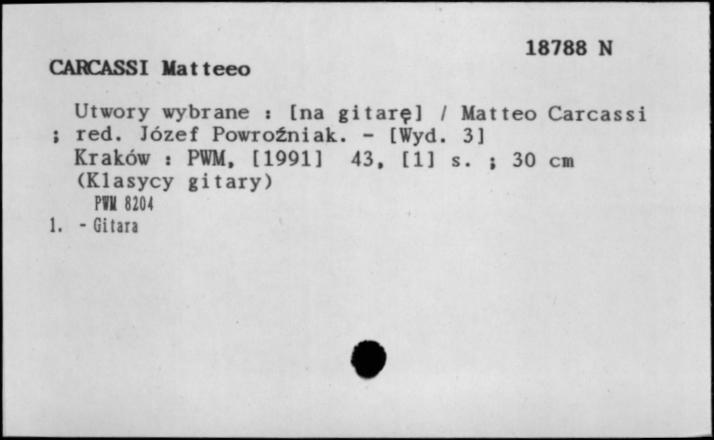 18788 N
CARCASSI Matteeo
Utwory wybrane : [na gitarę] / Matteo Carcassi
; red. Józef Powroźniak. - [Wyd. 3]
Kraków : PWM, [1991] 43, [1] s. ; 30 cm
(Klasycy gitary)
PWM 8204
1. - Gitara